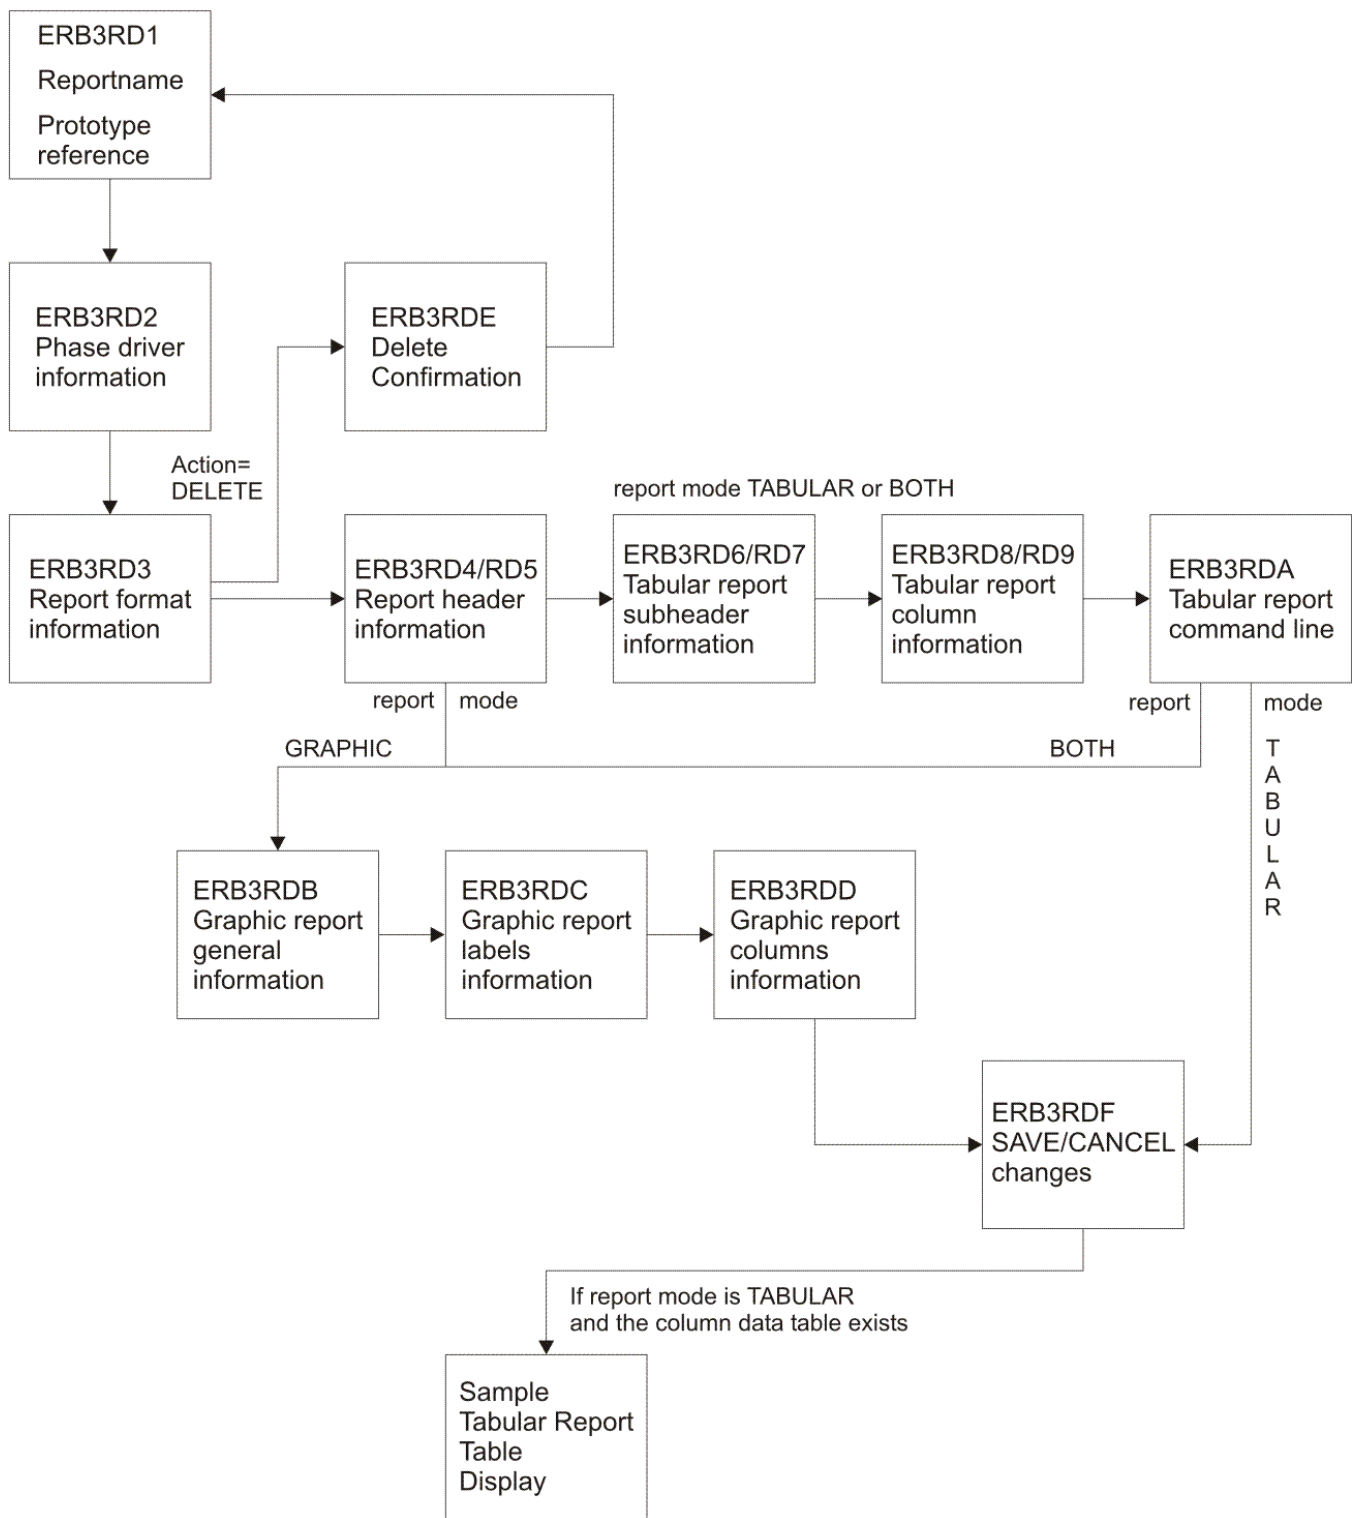 ERB3RD1
Reportname
Prototype
reference
ERB3RD2
Phase driver
information
ERB3RDE
Delete
Confirmation
Action=
DELETE
report mode TABULAR or BOTH
ERB3RD3
Report format
information
ERB3RD4/RD5
Report header
information
ERB3RD6/RD7
Tabular report
subheader
information
ERB3RD8/RD9
Tabular report
column
information
ERB3RDA
Tabular report
command line
report mode
report mode
GRAPHIC
BOTH
T
A
B
U
L
A
R
ERB3RDB
Graphic report
general
information
ERB3RDC
Graphic report
labels
information
ERB3RDD
Graphic report
columns
information
ERB3RDF
SAVE/CANCEL
changes
If report mode is TABULAR
and the column data table exists
Sample
Tabular Report
Table
Display